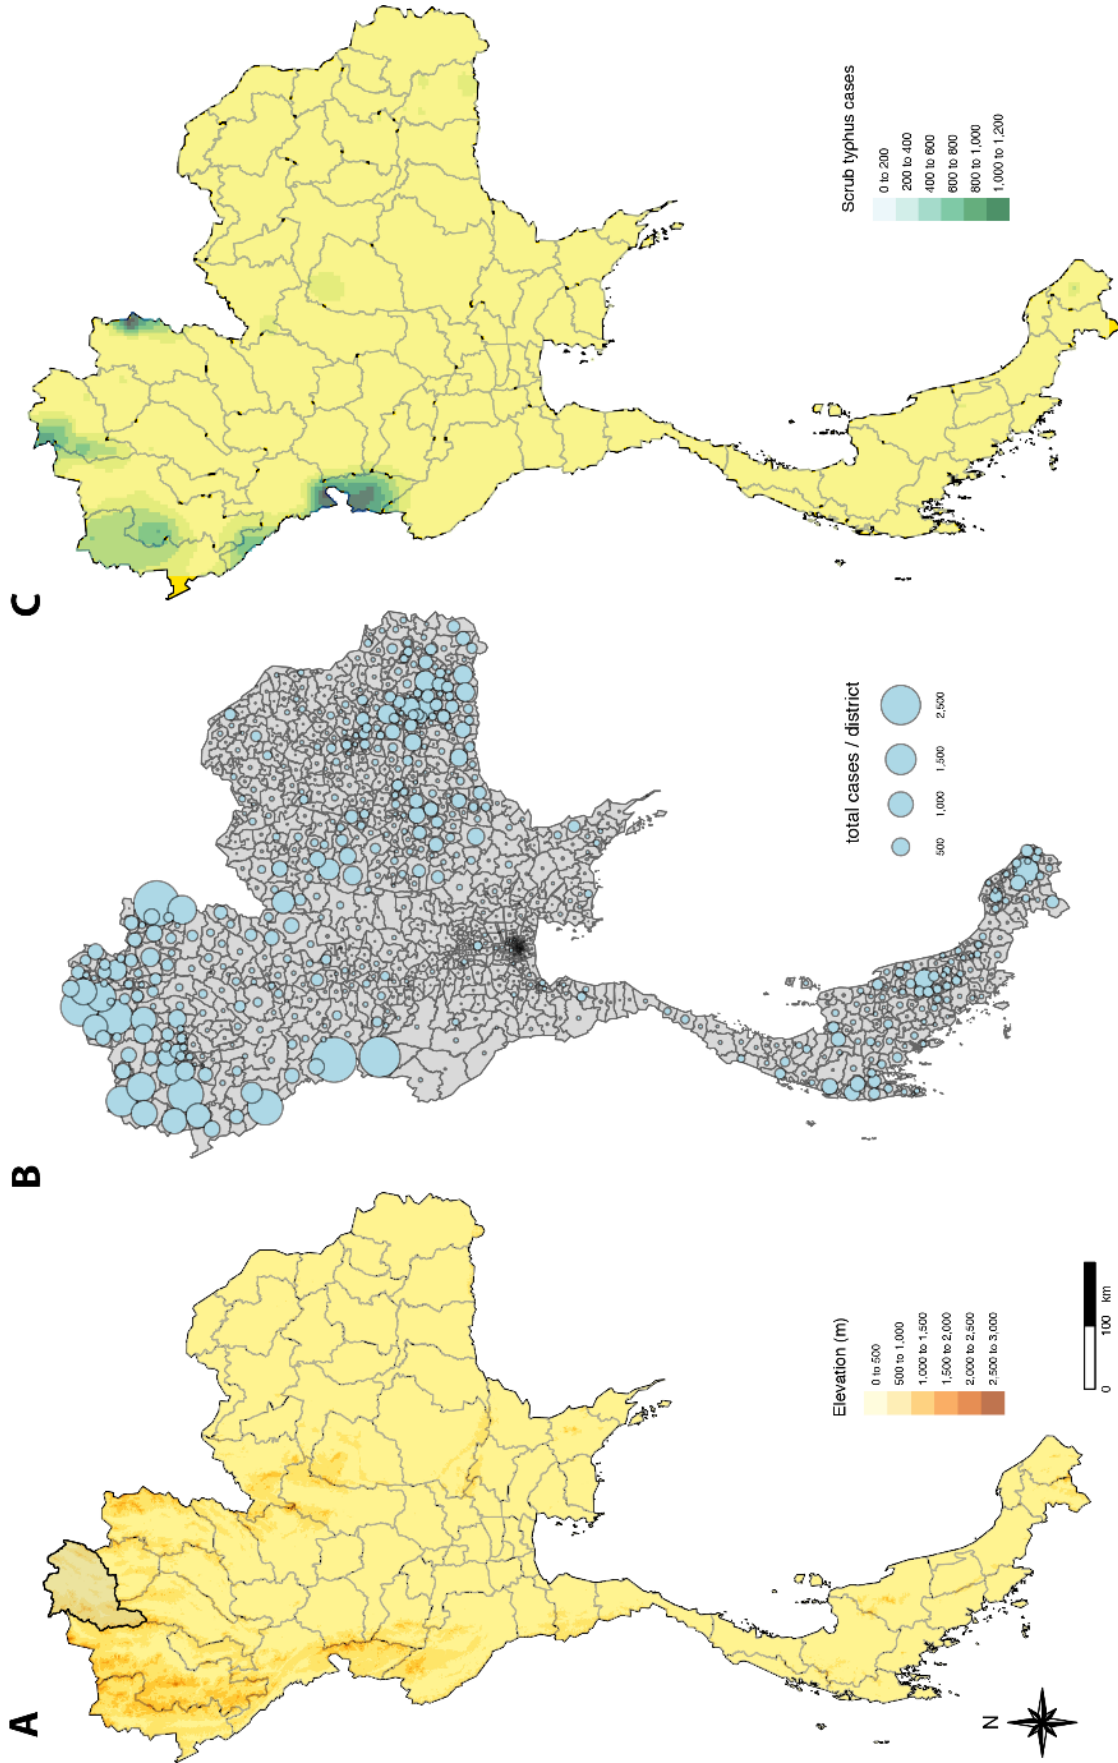 A
Elevation (m)
0 to 500
500 to 1,000
1,000 to 1,500
1,500 to 2,000
2,000 to 2,500
2,500 to 3,000
N
0 100 km
B
total cases / district
500
1,000
1,500
2,500
C
Scrub typhus cases
0 to 200
200 to 400
400 to 600
600 to 800
800 to 1,000
1,000 to 1,200